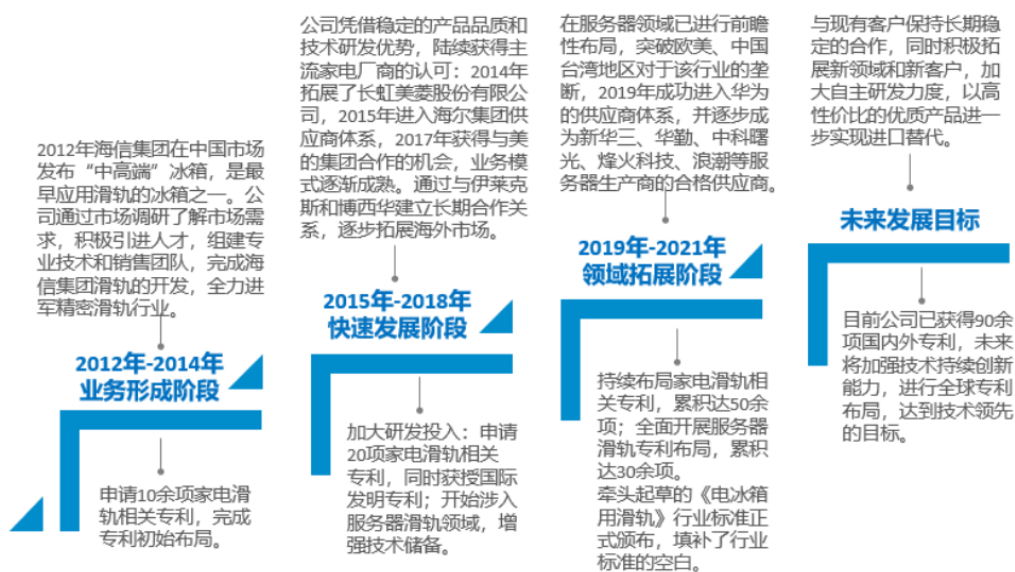 2012年海信集团在中国市场
发布“中高端”冰箱，是最
早应用滑轨的冰箱之一。公
司通过市场调研了解市场需
求，积极引进人才，组建专
业技术和销售团队，完成海
信集团滑轨的开发，全力进
军精密滑轨行业。
2012年-2014年
业务形成阶段
申请10余项家电滑
轨相关专利，完成
专利初始布局。
公司凭借稳定的产品品质和
技术研发优势，陆续获得主
流家电厂商的认可：2014年
拓展了长虹美菱股份有限公
司，2015年进入海尔集团供
应商体系，2017年获得与美
的集团合作的机会，业务模
式逐渐成熟。通过与伊莱克
斯和博西华建立长期合作关
系，逐步拓展海外市场。
2015年-2018年
快速发展阶段
加大研发投入：申请
20项家电滑轨相关
专利，同时获授国际
发明专利；开始涉入
服务器滑轨领域，增
强技术储备。
在服务器领域已进行前瞻
性布局，突破欧美、中国
台湾地区对于该行业的垄
断，2019年成功进入华为
的供应商体系，并逐步成
为新华三、华勤、中科曙
光、烽火科技、浪潮等服
务器生产商的合格供应商。
2019年-2021年
领域拓展阶段
持续布局家电滑轨相
关专利，累积达50余
项；全面开展服务器
滑轨专利布局，累积
达30余项。
牵头起草的《电冰箱
用滑轨》行业标准正
式颁布，填补了行业
标准的空白。
与现有客户保持长期稳
定的合作，同时积极拓
展新领域和新客户，加
大自主研发力度，以高
性价比的优质产品进一
步实现进口替代。
未来发展目标
目前公司已获得90余
项国内外专利，未来
将加强技术持续创新
能力，进行全球专利
布局，达到技术领先
的目标。